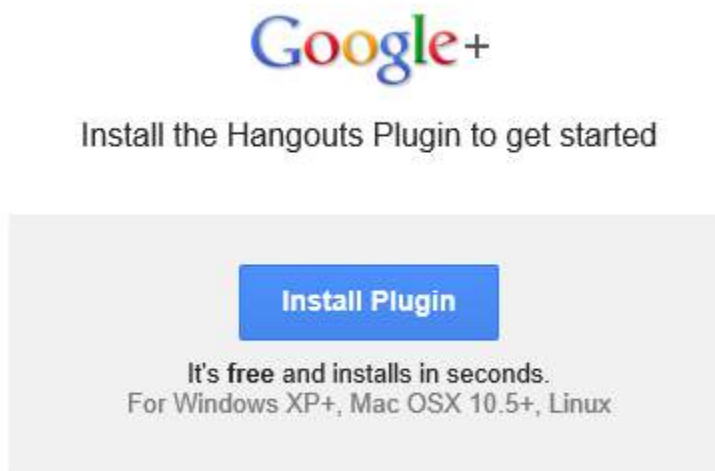 Google+
Install the Hangouts Plugin to get started
Install Plugin
It's free and installs in seconds.
For Windows XP+, Mac OSX 10.5+, Linux